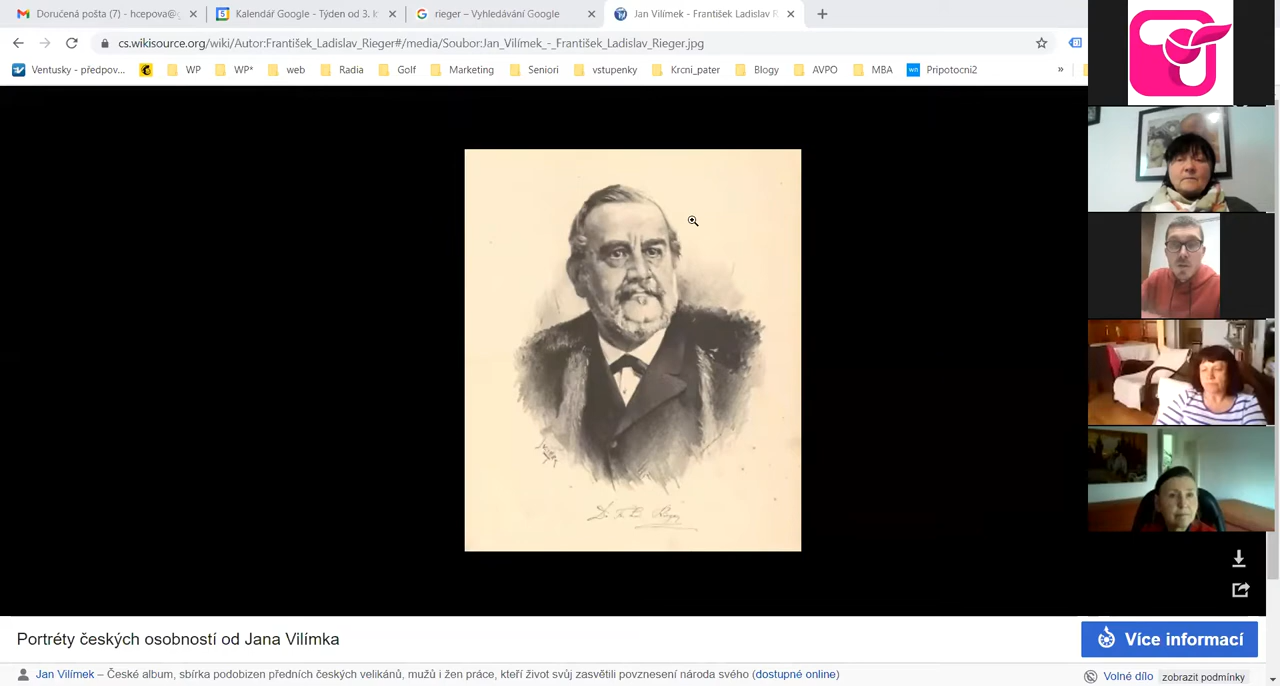 Doručená pošta (7) - hcepova@g
Kalendář Google - Týden od 3. k
rieger – Vyhledávání Google
Jan Vilímek - František Ladislav R
cs.wikisource.org/wiki/Autor:František_Ladislav_Rieger#/media/Soubor:Jan_Vilímek_-_František_Ladislav_Rieger.jpg
Ventusky - předpov... WP WP* web Radia Golf Marketing Senioři vstupenky Krcni_pater Blogy AVPO MBA Pripotocni2 »
Portréty českých osobností od Jana Vilímka
Více informací
Jan Vilímek – České album, sbírka podobizen předních českých velikánů, mužů i žen práce, kteří život svůj zasvětili povznesení národa svého (dostupné online)
Volné dílo zobrazit podmínky